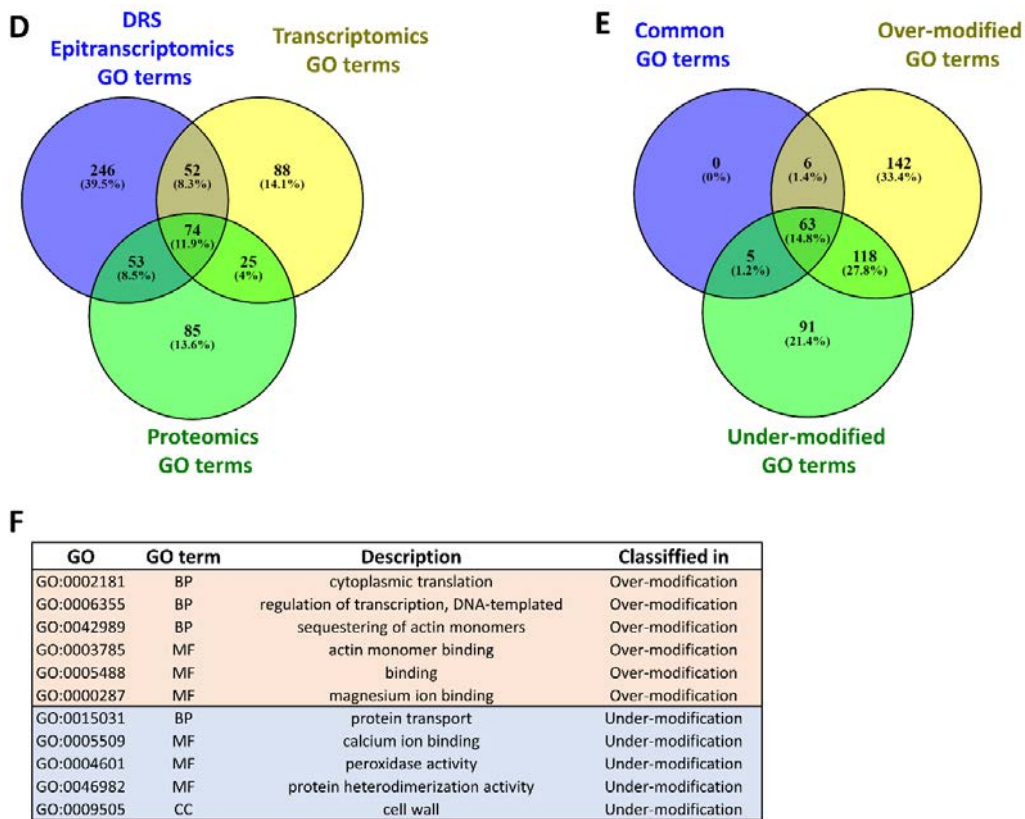 D
DRS
Epitranscriptomics
GO terms
Transcriptomics
GO terms
246
(39.5%)
52
(8.3%)
88
(14.1%)
74
(11.9%)
53
(8.5%)
25
(4%)
85
(13.6%)
Proteomics
GO terms
E
Common
GO terms
Over-modified
GO terms
0
(0%)
6
(1.4%)
142
(33.4%)
63
(14.8%)
5
(1.2%)
118
(27.8%)
91
(21.4%)
Under-modified
GO terms
F
GO GO term Description Classiffied in
GO:0002181 BP cytoplasmic translation Over-modification
GO:0006355 BP regulation of transcription, DNA-templated Over-modification
GO:0042989 BP sequestering of actin monomers Over-modification
GO:0003785 MF actin monomer binding Over-modification
GO:0005488 MF binding Over-modification
GO:0000287 MF magnesium ion binding Over-modification
GO:0015031 BP protein transport Under-modification
GO:0005509 MF calcium ion binding Under-modification
GO:0004601 MF peroxidase activity Under-modification
GO:0046982 MF protein heterodimerization activity Under-modification
GO:0009505 CC cell wall Under-modification